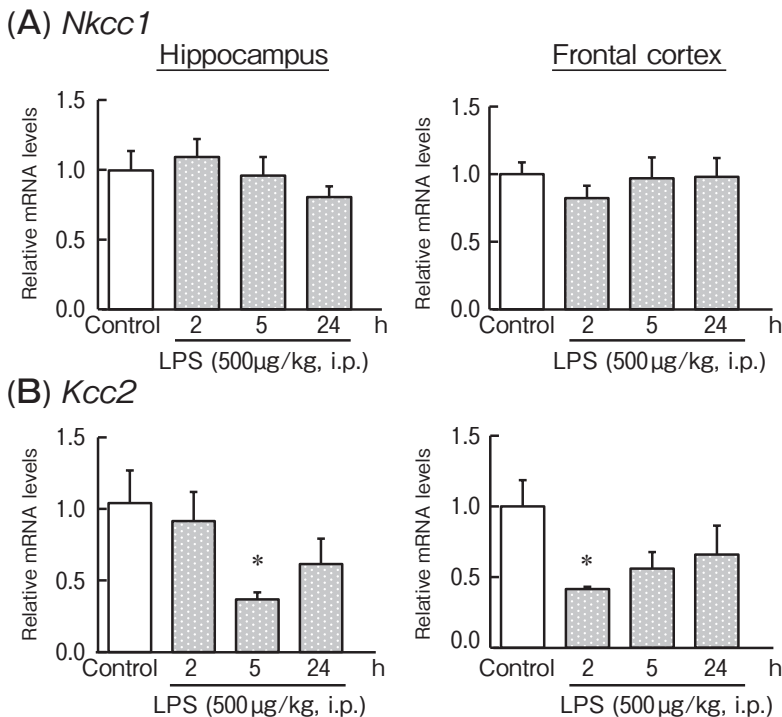 (A) Nkcc1
Hippocampus
Frontal cortex
Relative mRNA levels
1.5
1.0
0.5
0.0
Control 2 5 24 h
LPS (500µg/kg, i.p.)
Relative mRNA levels
1.5
1.0
0.5
0.0
Control 2 5 24 h
LPS (500µg/kg, i.p.)
(B) Kcc2
Relative mRNA levels
1.5
1.0
0.5
0.0
*
Control 2 5 24 h
LPS (500µg/kg, i.p.)
Relative mRNA levels
1.5
1.0
0.5
0.0
*
Control 2 5 24 h
LPS (500µg/kg, i.p.)